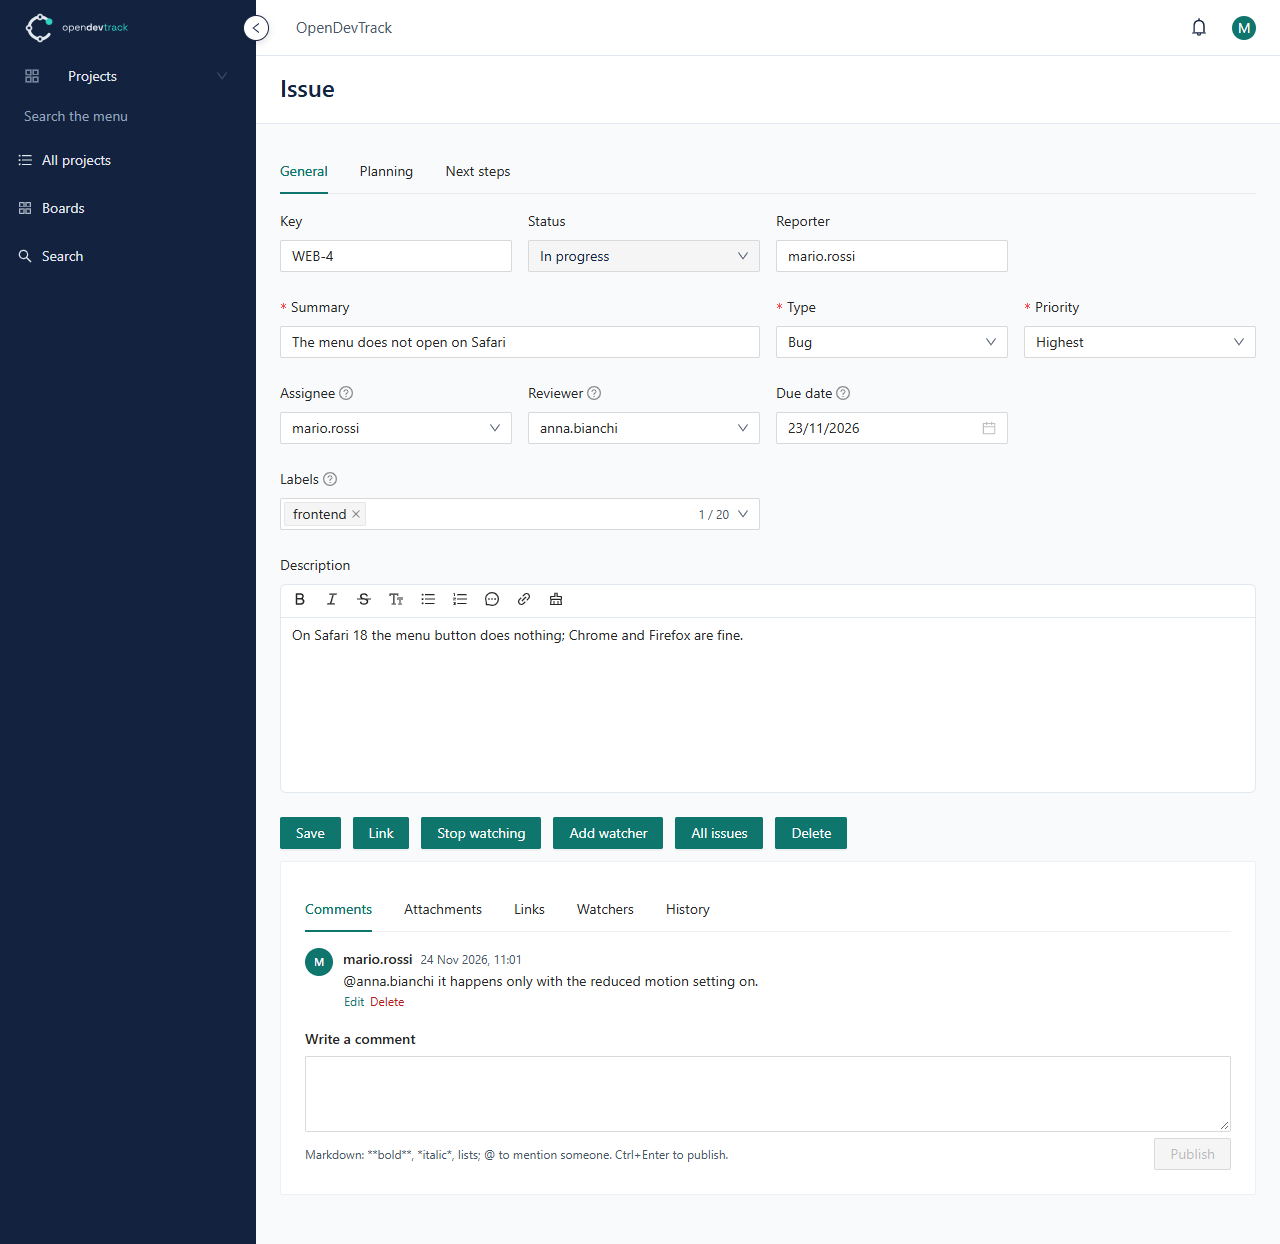 opendevtrack
OpenDevTrack
M
Projects
Search the menu
All projects
Boards
Search
Issue
General
Planning
Next steps
Key
Status
Reporter
WEB-4
In progress
mario.rossi
* Summary
* Type
* Priority
The menu does not open on Safari
Bug
Highest
Assignee
Reviewer
Due date
mario.rossi
anna.bianchi
23/11/2026
Labels
frontend
1 / 20
Description
On Safari 18 the menu button does nothing; Chrome and Firefox are fine.
Save
Link
Stop watching
Add watcher
All issues
Delete
Comments
Attachments
Links
Watchers
History
M
mario.rossi 24 Nov 2026, 11:01
@anna.bianchi it happens only with the reduced motion setting on.
Edit Delete
Write a comment
Markdown: **bold**, *italic*, lists; @ to mention someone. Ctrl+Enter to publish.
Publish